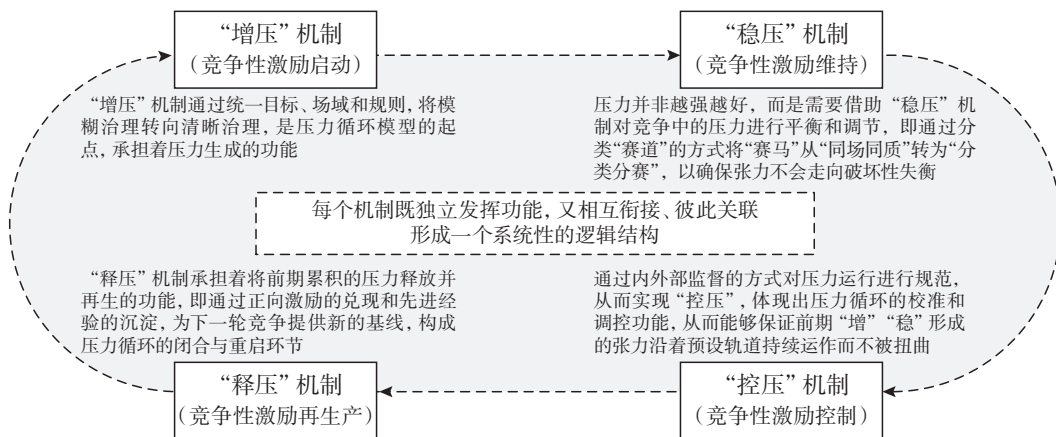 “增压”机制
(竞争性激励启动)
“稳压”机制
(竞争性激励维持)
“增压”机制通过统一目标、场域和规则，将模
糊治理转向清晰治理，是压力循环模型的起
点，承担着压力生成的功能
压力并非越强越好，而是需要借助“稳压”机
制对竞争中的压力进行平衡和调节，即通过分
类“赛道”的方式将“赛马”从“同场同质”转为“分
类分赛”，以确保张力不会走向破坏性失衡
每个机制既独立发挥功能，又相互衔接、彼此关联
形成一个系统性的逻辑结构
“释压”机制承担着将前期累积的压力释放并
再生的功能，即通过正向激励的兑现和先进经
验的沉淀，为下一轮竞争提供新的基线，构成
压力循环的闭合与重启环节
通过内外部监督的方式对压力运行进行规范，
从而实现“控压”，体现出压力循环的校准和
调控功能，从而能够保证前期“增”“稳”形成
的张力沿着预设轨道持续运作而不被扭曲
“释压”机制
(竞争性激励再生产)
“控压”机制
(竞争性激励控制)